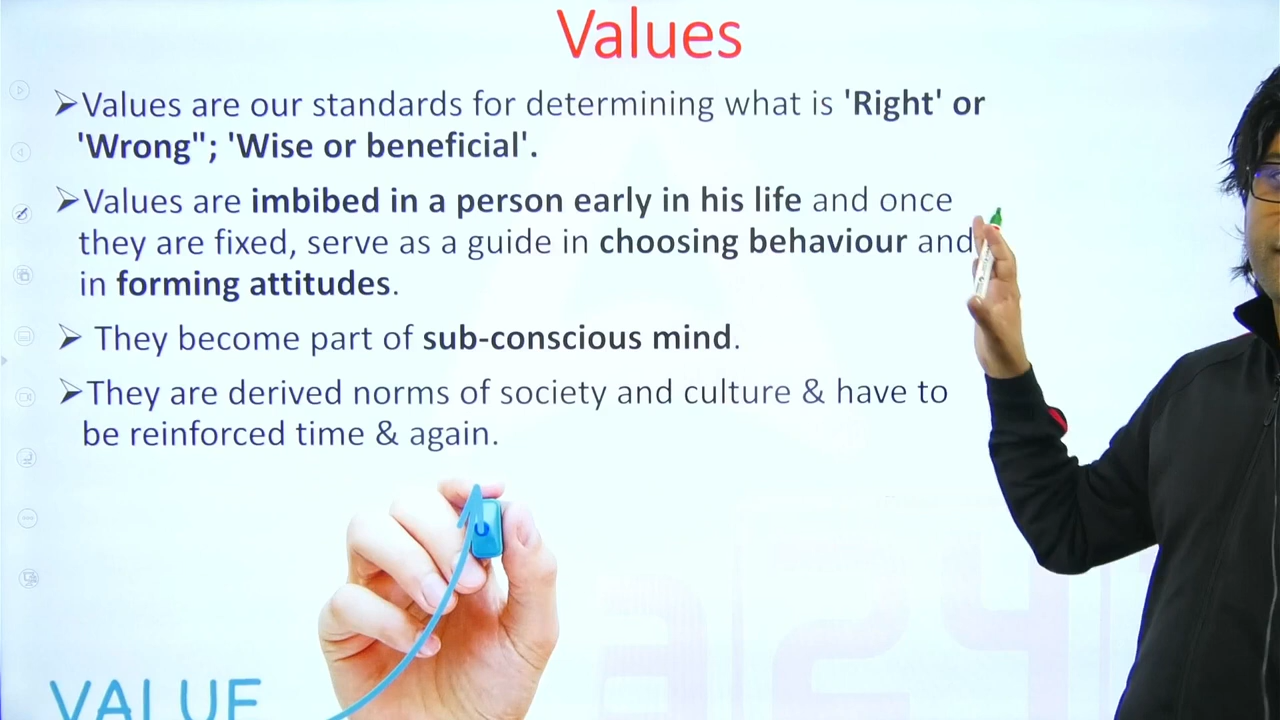 Values
➢Values are our standards for determining what is 'Right' or
'Wrong"; 'Wise or beneficial'.
➢Values are imbibed in a person early in his life and once
they are fixed, serve as a guide in choosing behaviour and
in forming attitudes.
➢ They become part of sub-conscious mind.
➢They are derived norms of society and culture & have to
be reinforced time & again.
VALUE